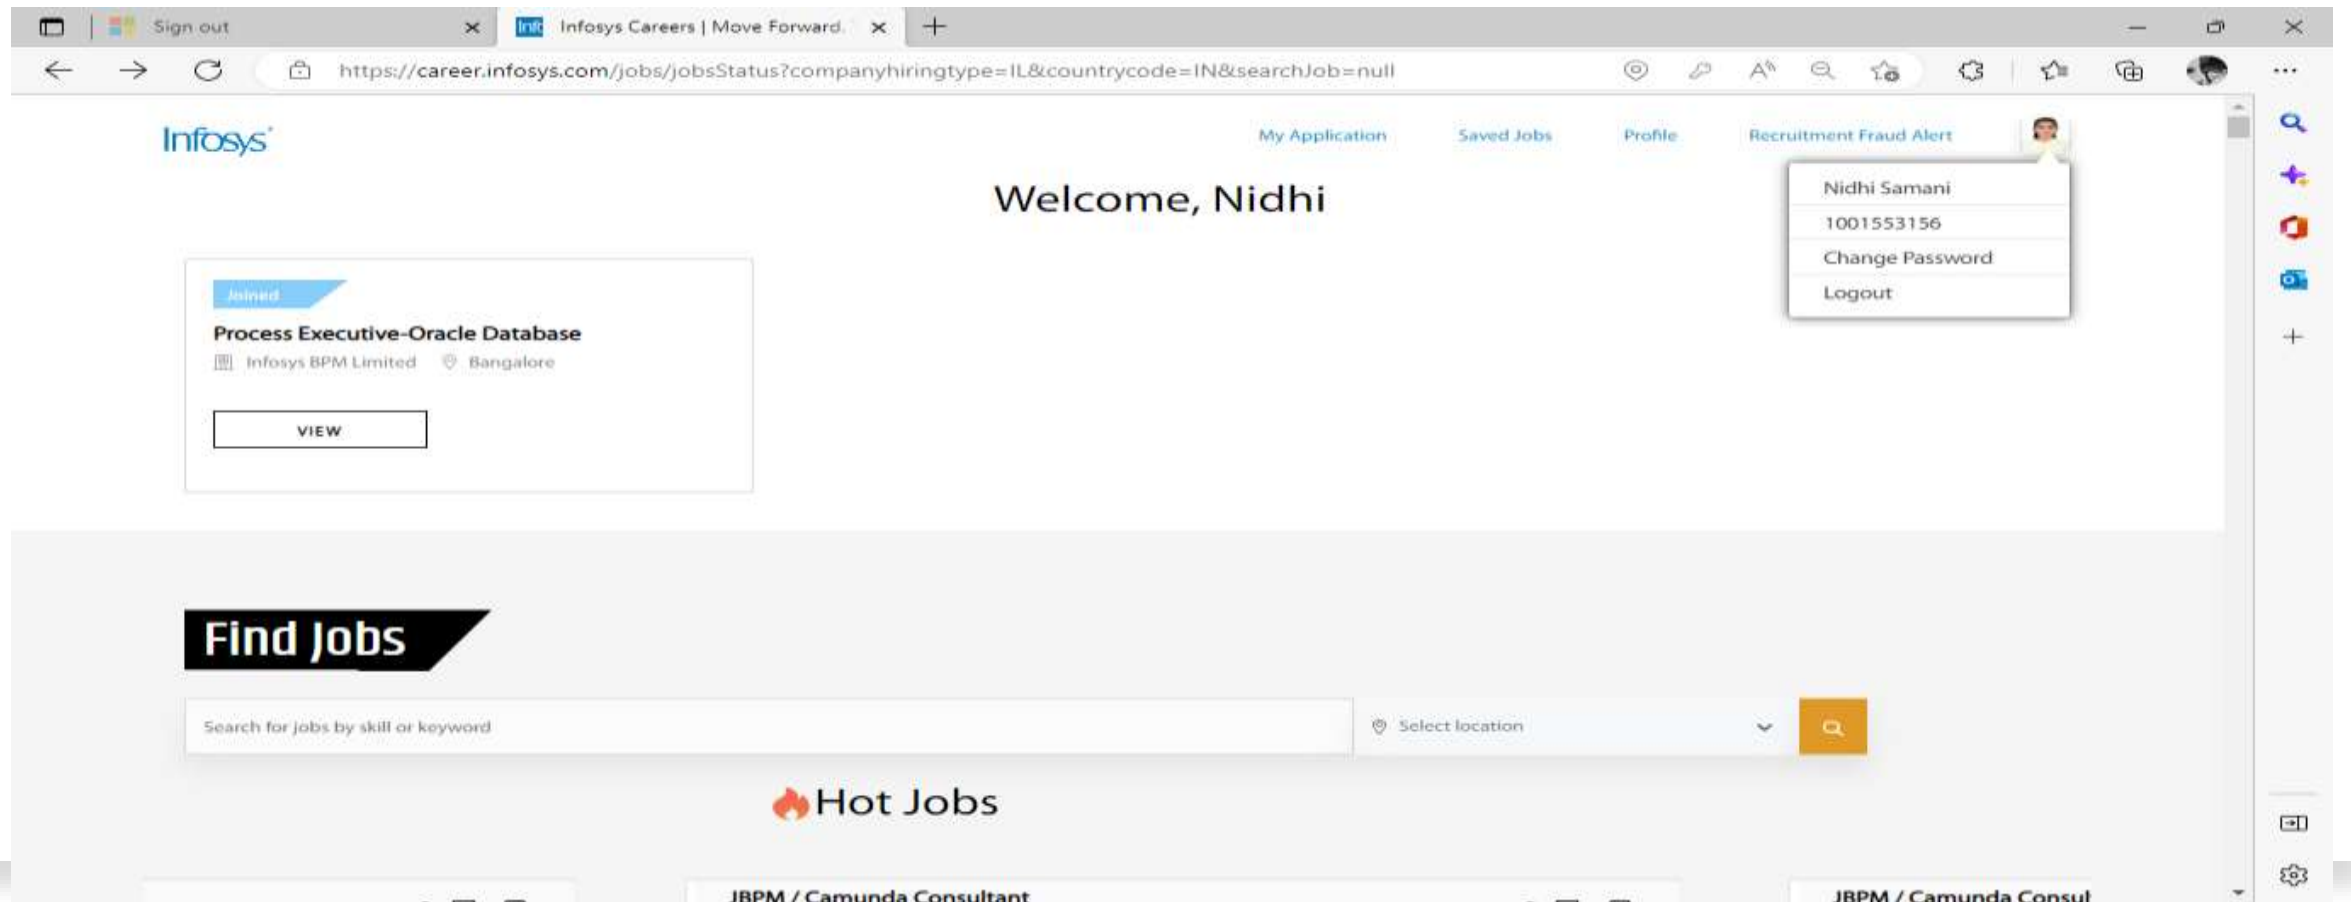 Sign out
Infosys Careers | Move Forward.
https://career.infosys.com/jobs/jobsStatus?companyhiringtype=IL&countrycode=IN&searchJob=null
Infosys
My Application Saved Jobs Profile Recruitment Fraud Alert
Welcome, Nidhi
Nidhi Samani
1001553156
Change Password
Logout
Joined
Process Executive-Oracle Database
Infosys BPM Limited Bangalore
VIEW
Find Jobs
Search for jobs by skill or keyword Select location
Hot Jobs
JBPM / Camunda Consultant JBPM / Camunda Consul